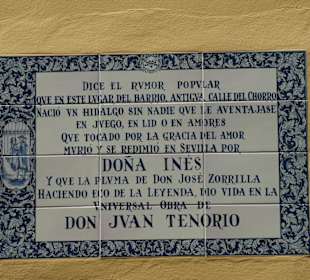 DICE EL RVMOR POPVLAR
QVE EN ESTE LVGAR DEL BARRIO, ANTIGVA CALLE DEL CHORRO
NACIÓ VN HIDALGO SIN NADIE QVE LE AVENTAJASE
EN JVEGO, EN LID O EN AMORES
QVE TOCADO POR LA GRACIA DEL AMOR
MVRIÓ Y SE REDIMIÓ EN SEVILLA POR
DOÑA INÉS
Y QVE LA PLVMA DE DON JOSÉ ZORRILLA
HACIENDO ECO DE LA LEYENDA, DIO VIDA EN LA
VNIVERSAL OBRA DE
DON JVAN TENORIO